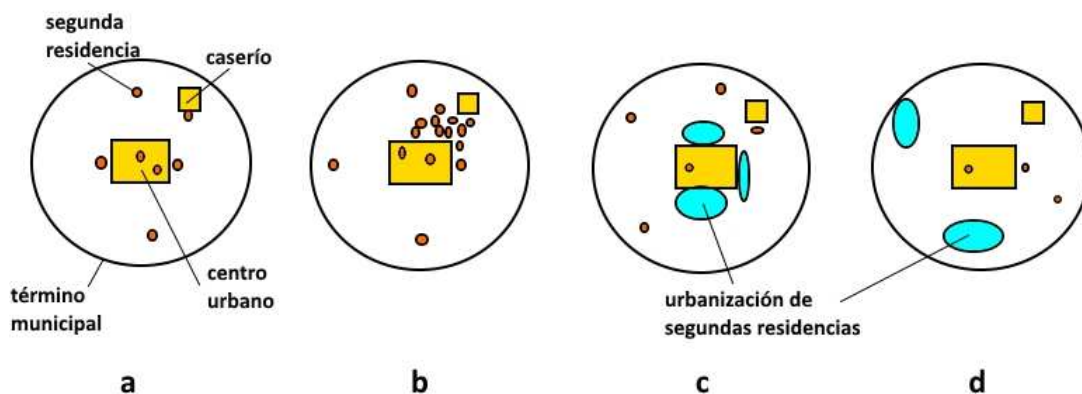 segunda
residencia
caserío
término
municipal
centro
urbano
urbanización de
segundas residencias
a
b
c
d